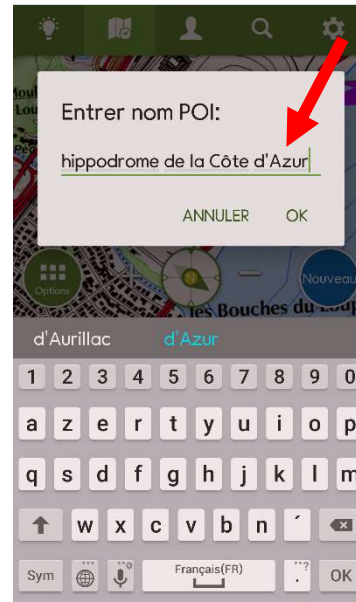 Entrer nom POI:
hippodrome de la Côte d'Azur
ANNULER OK
Options
Nouveau
les Bouches du Loup
d'Aurillac d'Azur
1 2 3 4 5 6 7 8 9 0
a z e r t y u i o p
q s d f g h j k l m
w x c v b n ´
Sym Français(FR) . ...? OK